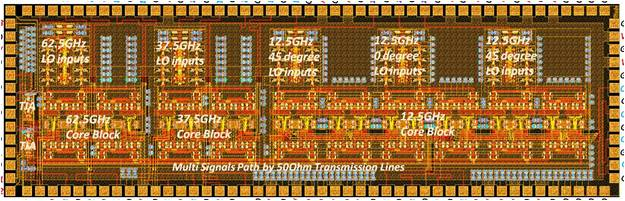 62.5GHz
LO inputs
37.5GHz
LO inputs
12.5GHz
45 degree
LO inputs
12.5GHz
0 degree
LO inputs
12.5GHz
45 degree
LO inputs
TIA
TIA
62.5GHz
Core Block
37.5GHz
Core Block
12.5GHz
Core Block
Multi Signals Path by 50Ohm Transmission Lines